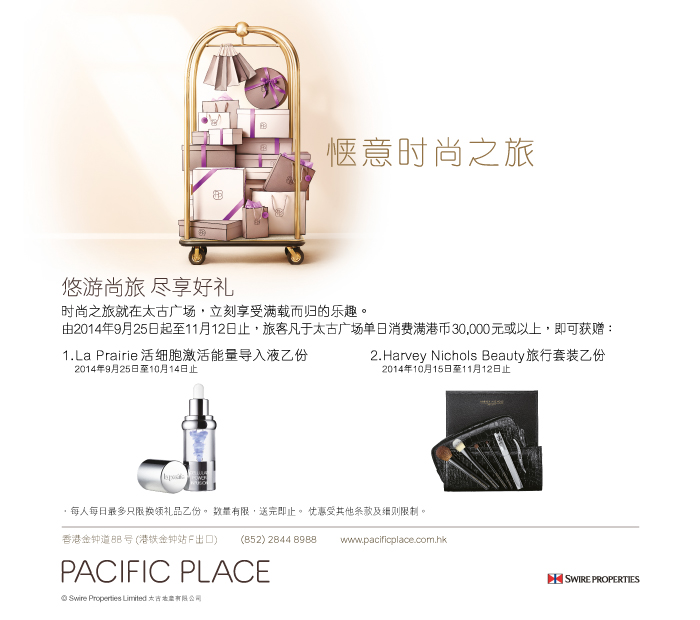 惬意时尚之旅
悠游尚旅 尽享好礼
时尚之旅就在太古广场，立刻享受满载而归的乐趣。
由2014年9月25日起至11月12日止，旅客凡于太古广场单日消费满港币30,000元或以上，即可获赠：
1.La Prairie 活细胞激活能量导入液乙份
2014年9月25日至10月14日止
2.Harvey Nichols Beauty旅行套装乙份
2014年10月15日至11月12日止
la prairie
· 每人每日最多只限换领礼品乙份。 数量有限，送完即止。 优惠受其他条款及细则限制。
香港金钟道88号 (港铁金钟站F出口) (852) 2844 8988 www.pacificplace.com.hk
PACIFIC PLACE
SWIRE PROPERTIES
© Swire Properties Limited 太古地產有限公司